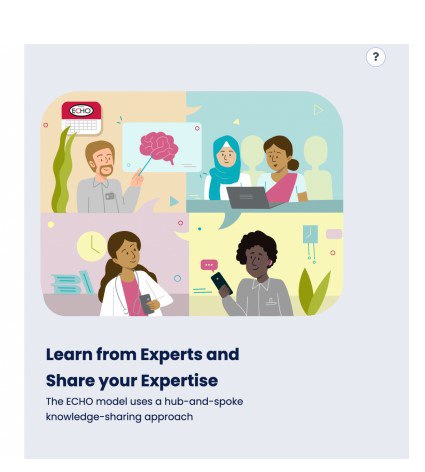 ?
ECHO
Learn from Experts and
Share your Expertise
The ECHO model uses a hub-and-spoke
knowledge-sharing approach